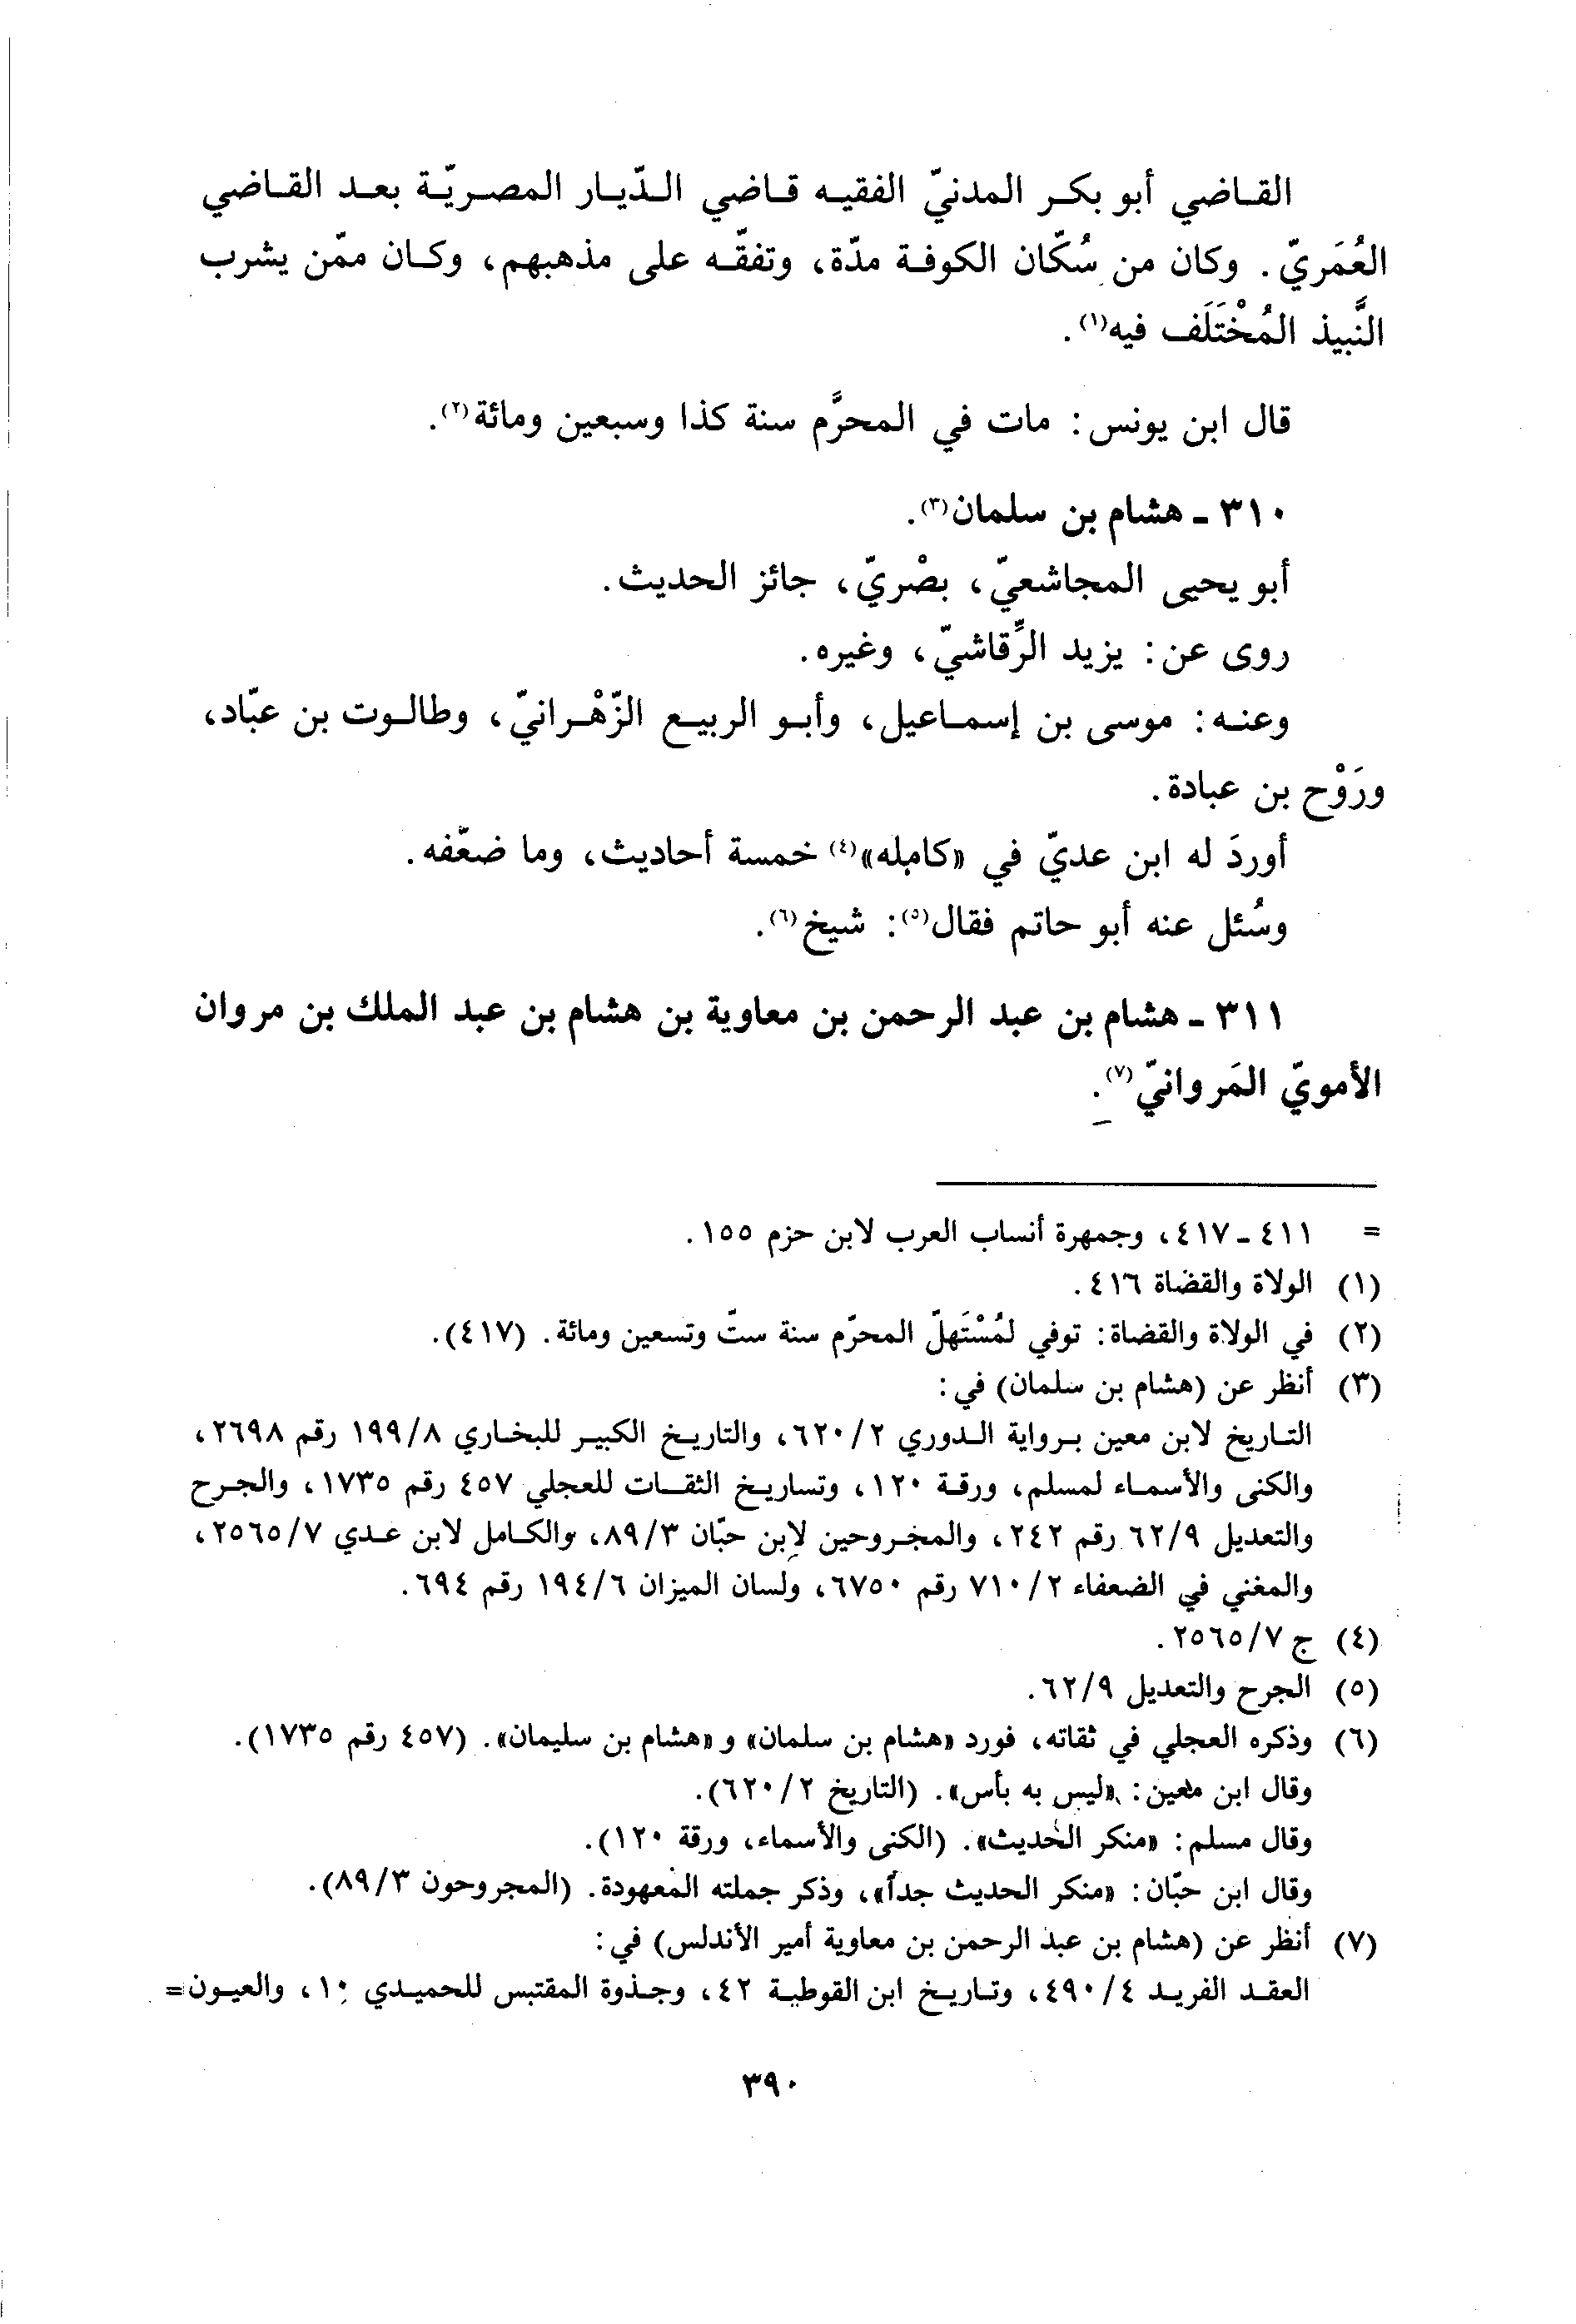 القاضي أبو بكر المدنيّ الفقيه قاضي الدّيار المصريّة بعد القاضي
العُمَريّ. وكان من سُكّان الكوفة مدّة، وتفقّه على مذهبهم، وكان ممّن يشرب
النَّبيذ المُخْتَلَف فيه(١).
قال ابن يونس: مات في المحرَّم سنة كذا وسبعين ومائة(٢).
٣١٠ - هشام بن سلمان(٣).
أبو يحيى المجاشعيّ، بصْريّ، جائز الحديث.
روى عن: يزيد الرِّقاشيّ، وغيره.
وعنه: موسى بن إسماعيل، وأبو الربيع الزّهْرانيّ، وطالوت بن عبّاد،
ورَوْح بن عبادة.
أوردَ له ابن عديّ في «كامله»(٤) خمسة أحاديث، وما ضعّفه.
وسُئل عنه أبو حاتم فقال(٥): شيخ(٦).
٣١١ - هشام بن عبد الرحمن بن معاوية بن هشام بن عبد الملك بن مروان
الأمويّ المَروانيّ(٧).
= ٤١١ - ٤١٧، وجمهرة أنساب العرب لابن حزم ١٥٥.
(١) الولاة والقضاة ٤١٦.
(٢) في الولاة والقضاة: توفي لمُسْتَهلّ المحرّم سنة ستّ وتسعين ومائة. (٤١٧).
(٣) أنظر عن (هشام بن سلمان) في:
التاريخ لابن معين برواية الدوري ٢/ ٦٢٠، والتاريخ الكبير للبخاري ٨/ ١٩٩ رقم ٢٦٩٨،
والكنى والأسماء لمسلم، ورقة ١٢٠، وتساريخ الثقات للعجلي ٤٥٧ رقم ١٧٣٥، والجرح
والتعديل ٩/ ٦٢ رقم ٢٤٢، والمجروحين لابن حبّان ٣/ ٨٩، والكامل لابن عدي ٧/ ٢٥٦٥،
والمغني في الضعفاء ٢/ ٧١٠ رقم ٦٧٥٠، ولسان الميزان ٦/ ١٩٤ رقم ٦٩٤.
(٤) ج ٧/ ٢٥٦٥.
(٥) الجرح والتعديل ٩/ ٦٢.
(٦) وذكره العجلي في ثقاته، فورد «هشام بن سلمان» و «هشام بن سليمان». (٤٥٧ رقم ١٧٣٥).
وقال ابن معين: «ليس به بأس». (التاريخ ٢/ ٦٢٠).
وقال مسلم: «منكر الحديث». (الكنى والأسماء، ورقة ١٢٠).
وقال ابن حبّان: «منكر الحديث جداً»، وذكر جملته المعهودة. (المجروحون ٣/ ٨٩).
(٧) أنظر عن (هشام بن عبد الرحمن بن معاوية أمير الأندلس) في:
العقد الفريد ٤/ ٤٩٠، وتاريخ ابن القوطية ٤٢، وجذوة المقتبس للحميدي ١٠، والعيون=
٣٩٠